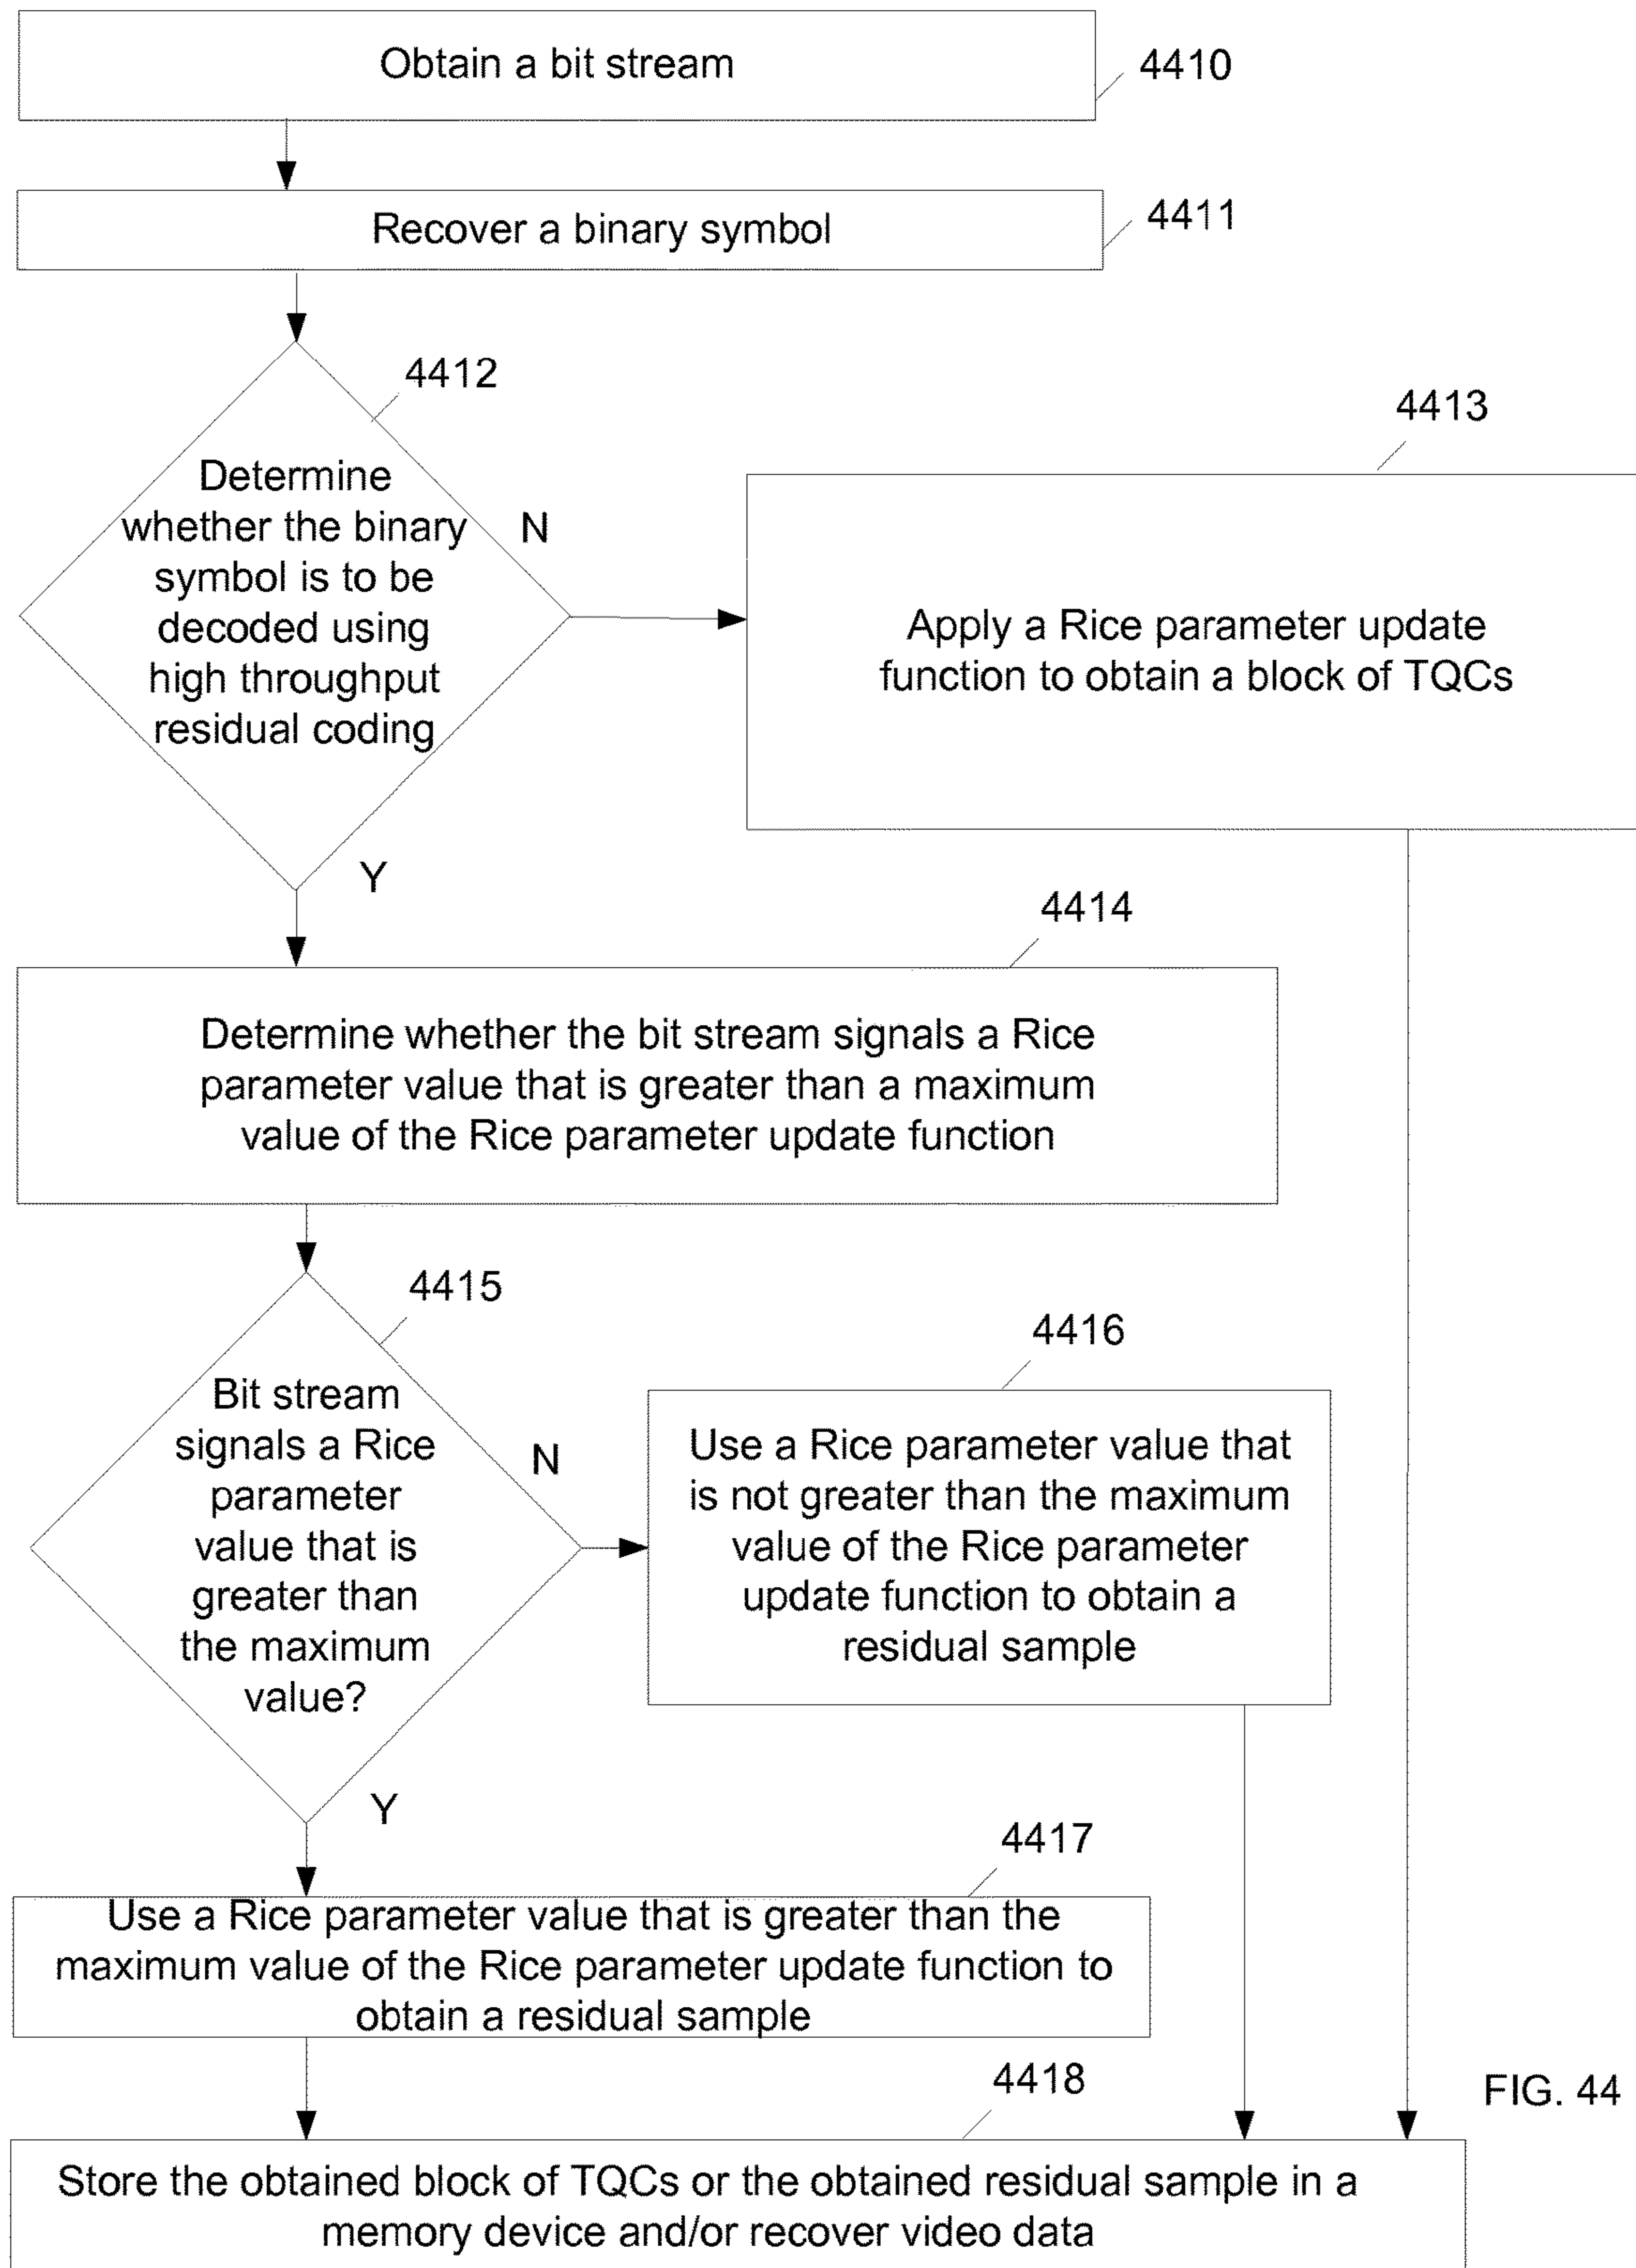 Obtain a bit stream
4410
Recover a binary symbol
4411
4412
Determine
whether the binary
symbol is to be
decoded using
high throughput
residual coding
N
Y
4413
Apply a Rice parameter update
function to obtain a block of TQCs
4414
Determine whether the bit stream signals a Rice
parameter value that is greater than a maximum
value of the Rice parameter update function
4415
Bit stream
signals a Rice
parameter
value that is
greater than
the maximum
value?
N
Y
4416
Use a Rice parameter value that
is not greater than the maximum
value of the Rice parameter
update function to obtain a
residual sample
4417
Use a Rice parameter value that is greater than the
maximum value of the Rice parameter update function to
obtain a residual sample
4418
Store the obtained block of TQCs or the obtained residual sample in a
memory device and/or recover video data
FIG. 44